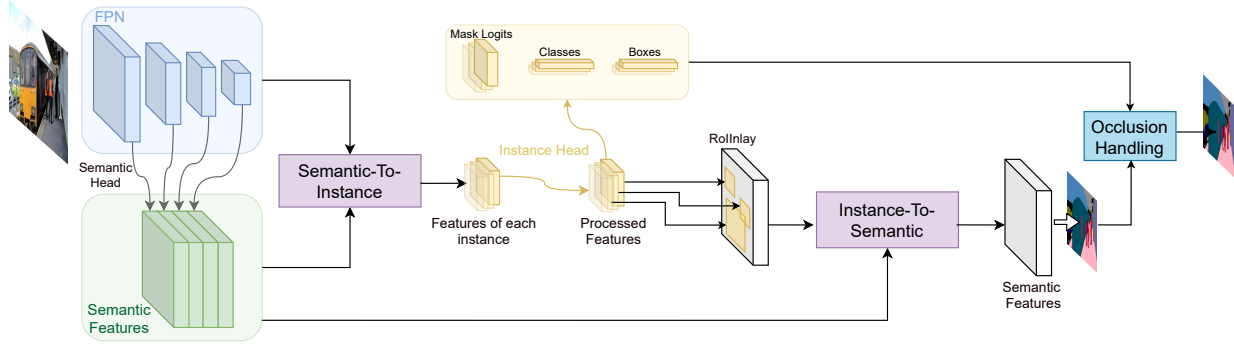 FPN
Semantic
Head
Semantic
Features
Semantic-To-
Instance
Mask Logits
Classes
Boxes
Instance Head
Features of each
instance
Processed
Features
RoIInlay
Instance-To-
Semantic
Semantic
Features
Occlusion
Handling